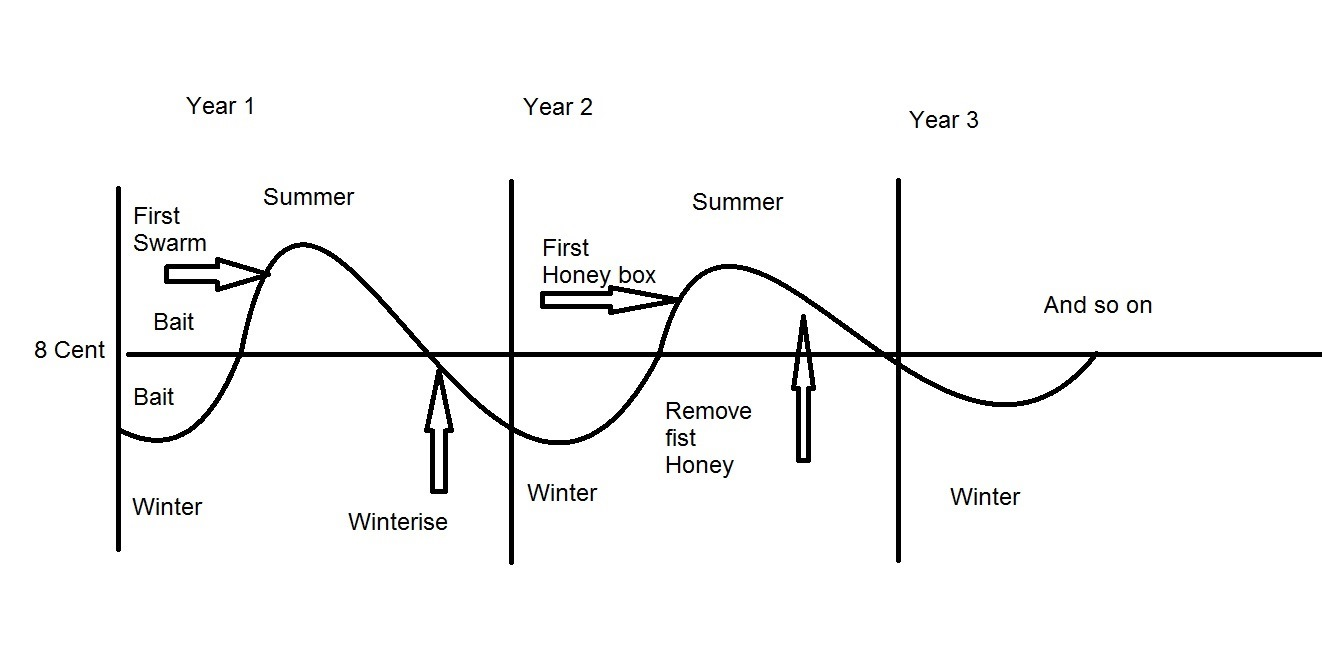 Year 1
Year 2
Year 3
Summer
Summer
First
Swarm
First
Honey box
And so on
Bait
8 Cent
Bait
Remove
fist
Honey
Winter
Winterise
Winter
Winter